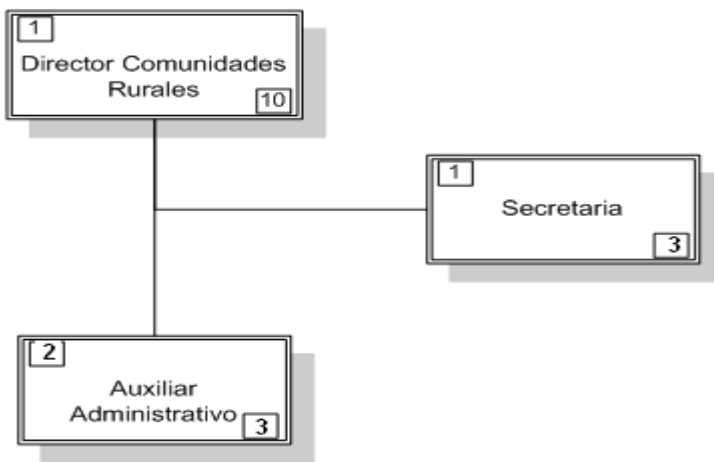 1
Director Comunidades
Rurales
10
1
Secretaria
3
2
Auxiliar
Administrativo
3